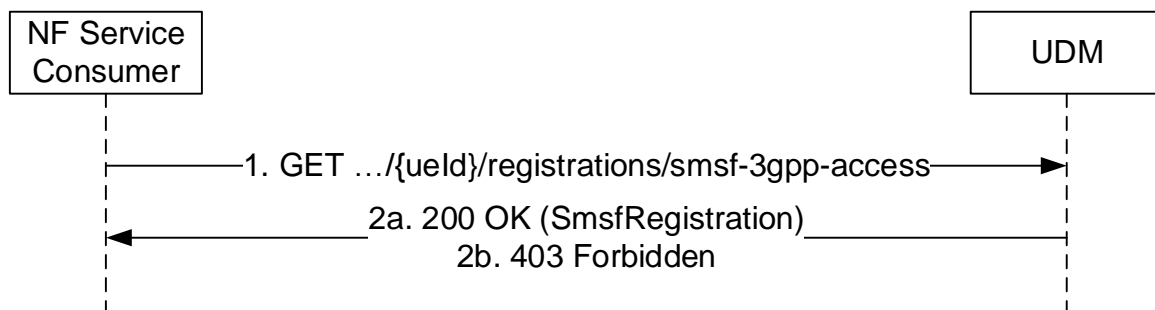 NF Service
Consumer
UDM
1. GET …/{ueId}/registrations/smsf-3gpp-access
2a. 200 OK (SmsfRegistration)
2b. 403 Forbidden